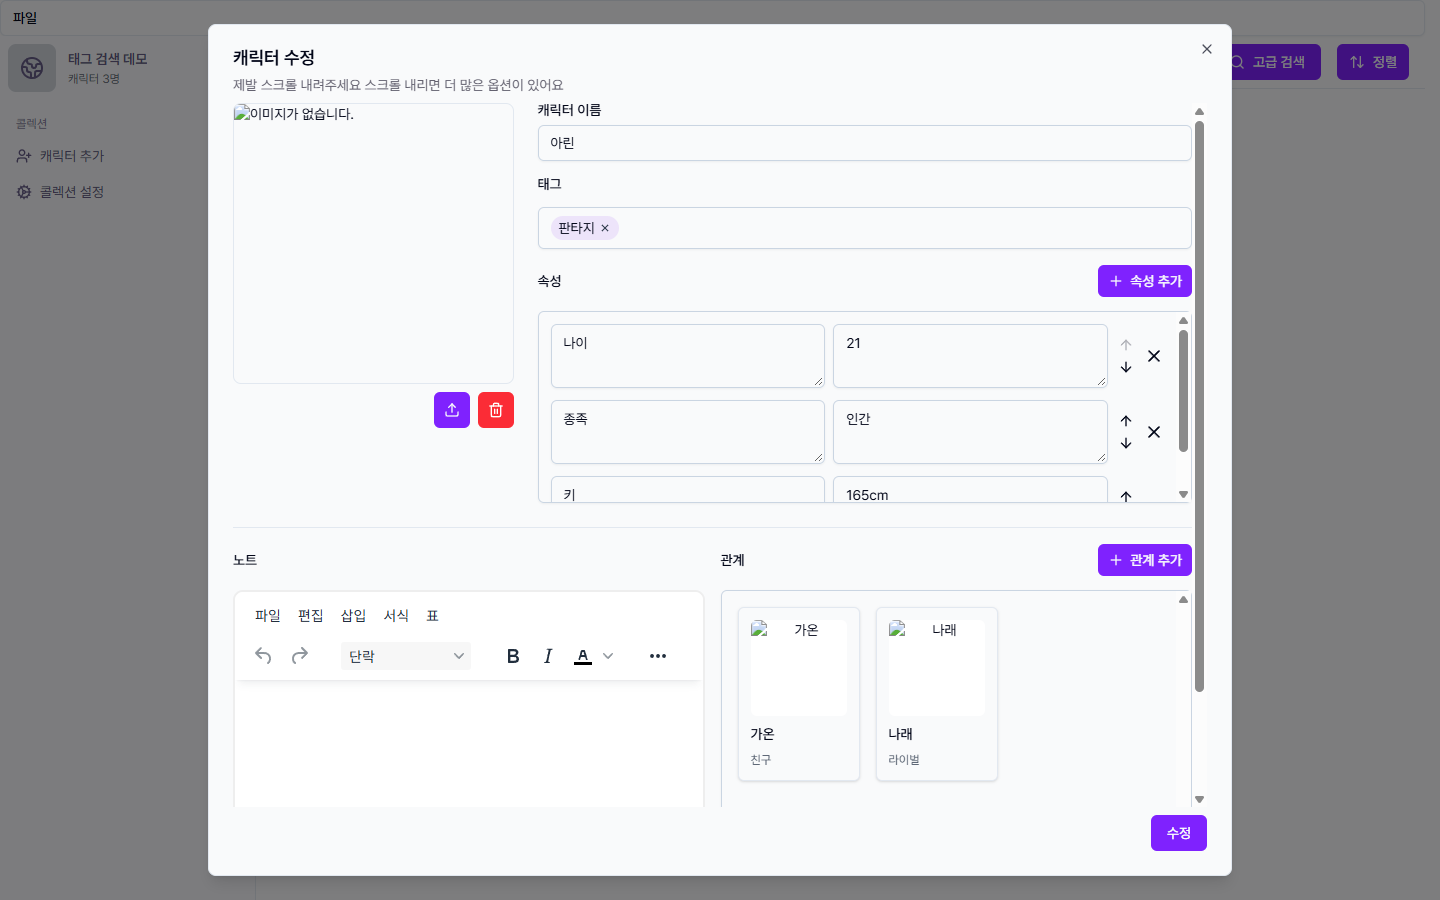 파일
태그 검색 데모
캐릭터 3명
콜렉션
캐릭터 추가
콜렉션 설정
고급 검색
정렬
캐릭터 수정
제발 스크롤 내려주세요 스크롤 내리면 더 많은 옵션이 있어요
이미지가 없습니다.
캐릭터 이름
아린
태그
판타지
속성
속성 추가
나이
21
종족
인간
키
165cm
노트
파일 편집 삽입 서식 표
단락
B I A
관계
관계 추가
가온
가온
친구
나래
나래
라이벌
수정